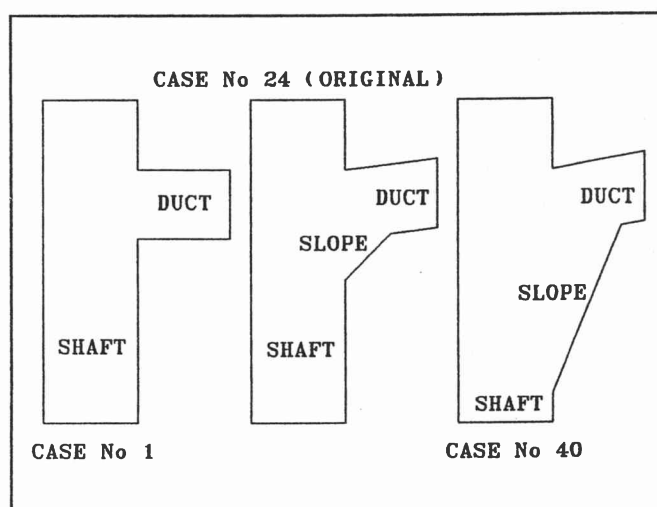 CASE No 24 (ORIGINAL)
DUCT
DUCT
DUCT
SLOPE
SLOPE
SHAFT
SHAFT
SHAFT
CASE No 1
CASE No 40